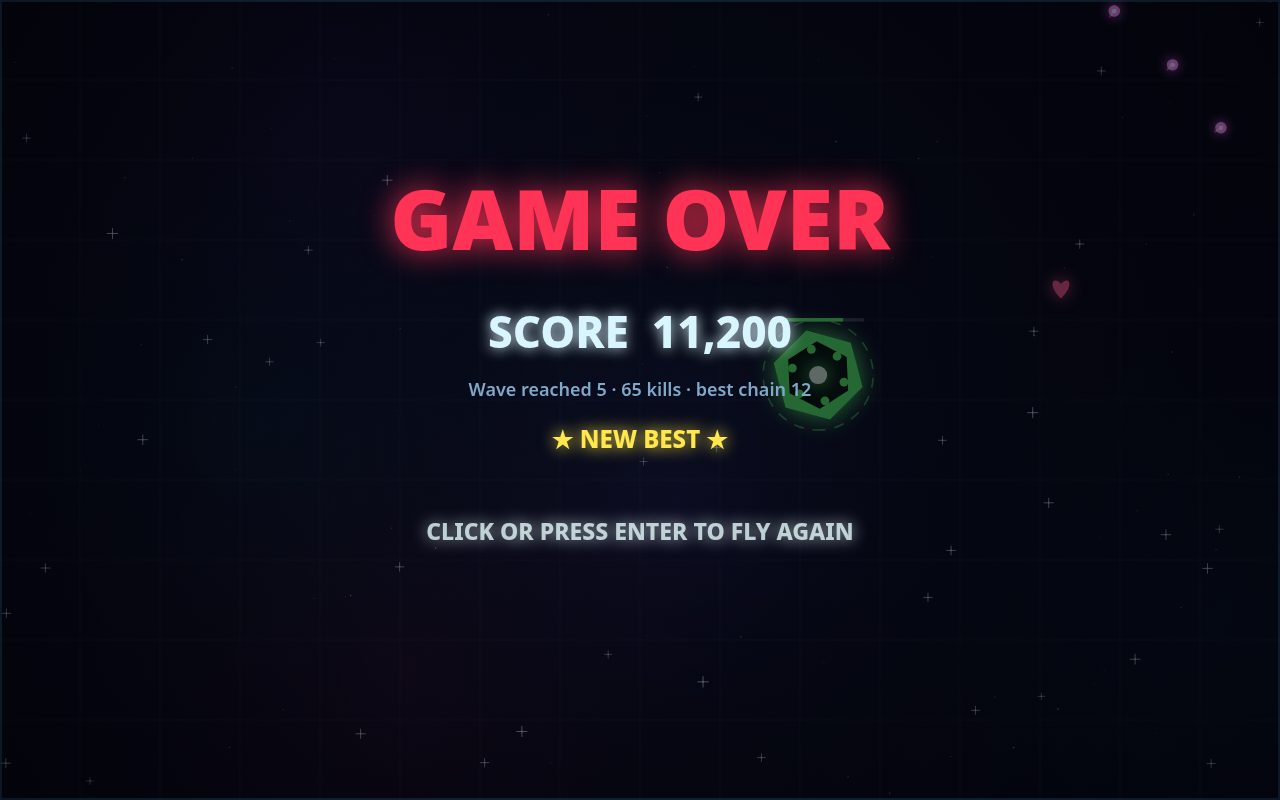 GAME OVER
SCORE 11,200
Wave reached 5 · 65 kills · best chain 12
★ NEW BEST ★
CLICK OR PRESS ENTER TO FLY AGAIN